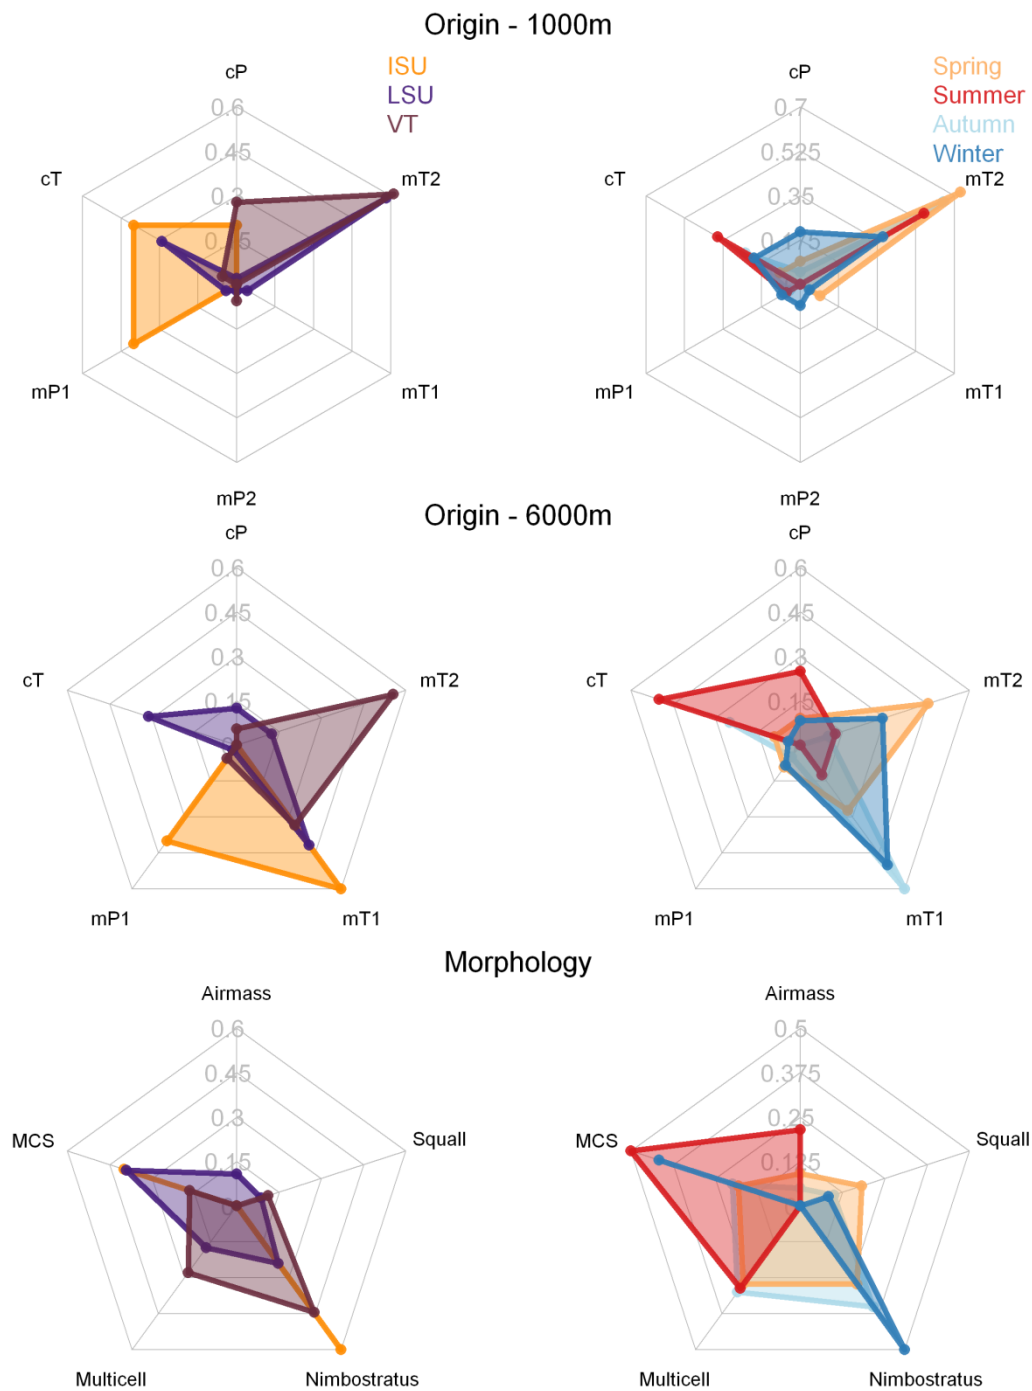 Origin - 1000m
cP
ISU
LSU
VT
0.6
0.45
0.3
0.15
cT
mT2
mP1
mT1
mP2
cP
Spring
Summer
Autumn
Winter
0.7
0.525
0.35
0.175
cT
mT2
mP1
mT1
mP2
Origin - 6000m
cP
0.6
0.45
0.3
0.15
0
cT
mT2
mP1
mT1
cP
0.6
0.45
0.3
0.15
cT
mT2
mP1
mT1
Morphology
Airmass
0.6
0.45
0.3
0.15
0
MCS
Squall
Multicell
Nimbostratus
Airmass
0.5
0.375
0.25
0.125
MCS
Squall
Multicell
Nimbostratus